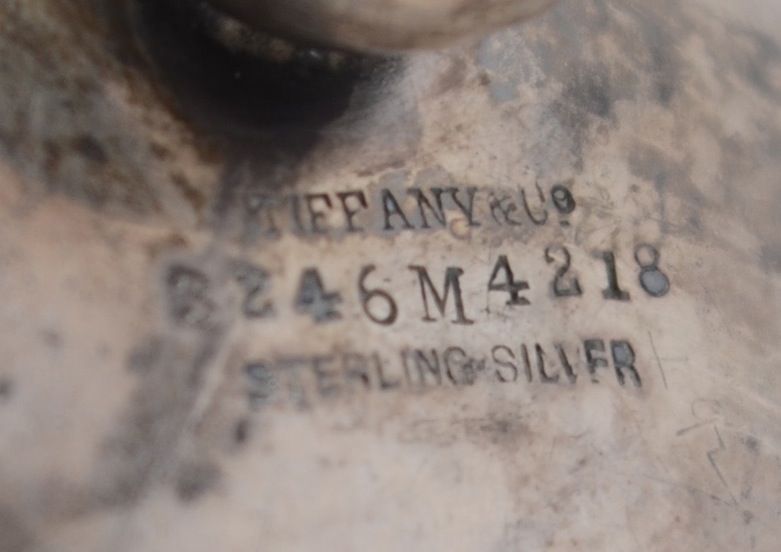 TIFFANY & Co
8246M4218
STERLING-SILVER